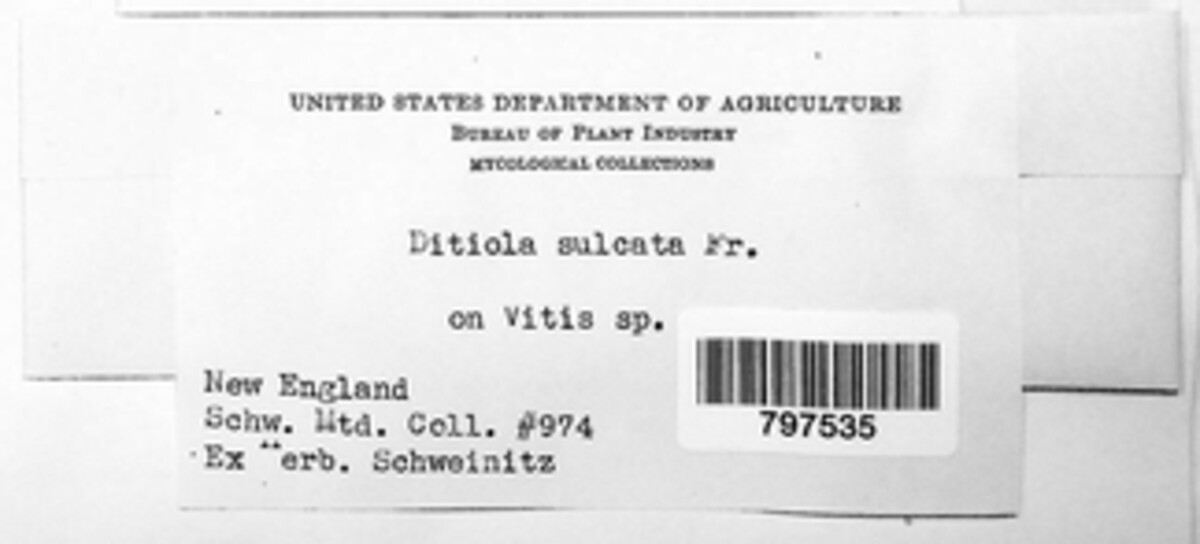 UNITED STATES DEPARTMENT OF AGRICULTURE
BUREAU OF PLANT INDUSTRY
MYCOLOGICAL COLLECTIONS
Ditiola sulcata Fr.
on Vitis sp.
New England
Schw. Mtd. Coll. #974
Ex Herb. Schweinitz
797535